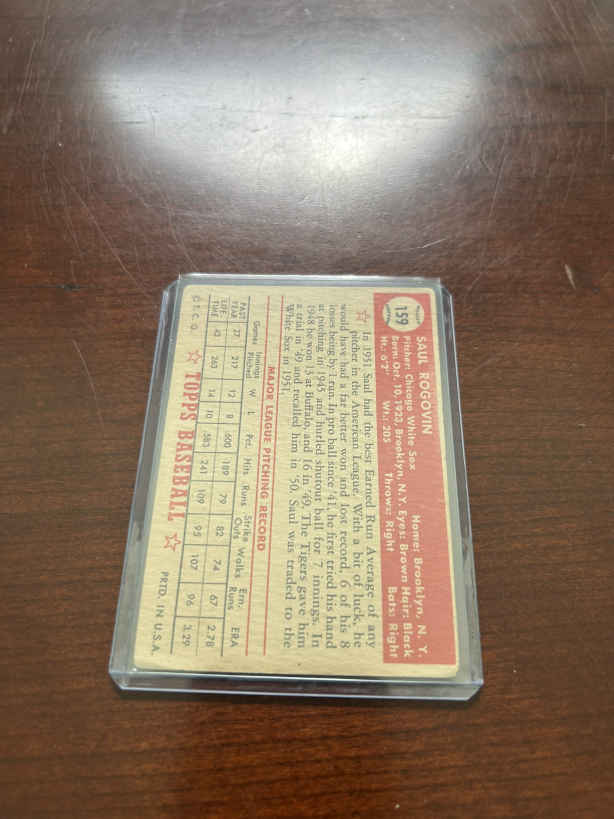 159
SAUL ROGOVIN
Pitcher: Chicago White Sox Home: Brooklyn, N. Y.
Born: Oct. 10, 1923, Brooklyn, N.Y. Eyes: Brown Hair: Black
Ht.: 6'2" Wt.: 205 Throws: Right Bats: Right
In 1951 Saul had the best Earned Run Average of any
pitcher in the American League. With a bit of luck, he
would have had a far better won and lost record, 6 of his 8
losses being by 1 run. In pro ball since '41, he first tried his hand
at pitching in 1945 and hurled shutout ball for 7 innings. In
1948 he won 13 at Buffalo, and 16 in '49. The Tigers gave him
a trial in '49 and recalled him in '50. Saul was traded to the
White Sox in 1951.
MAJOR LEAGUE PITCHING RECORD
Games Innings Pitched W L Pct. Hits Runs Strike Outs Walks Ern. Runs ERA
PAST YEAR 27 217 12 8 .600 189 79 82 74 67 2.78
LIFE TIME 42 263 14 10 .583 241 109 95 107 96 3.29
© T.C.G. TOPPS BASEBALL PRTD. IN U.S.A.